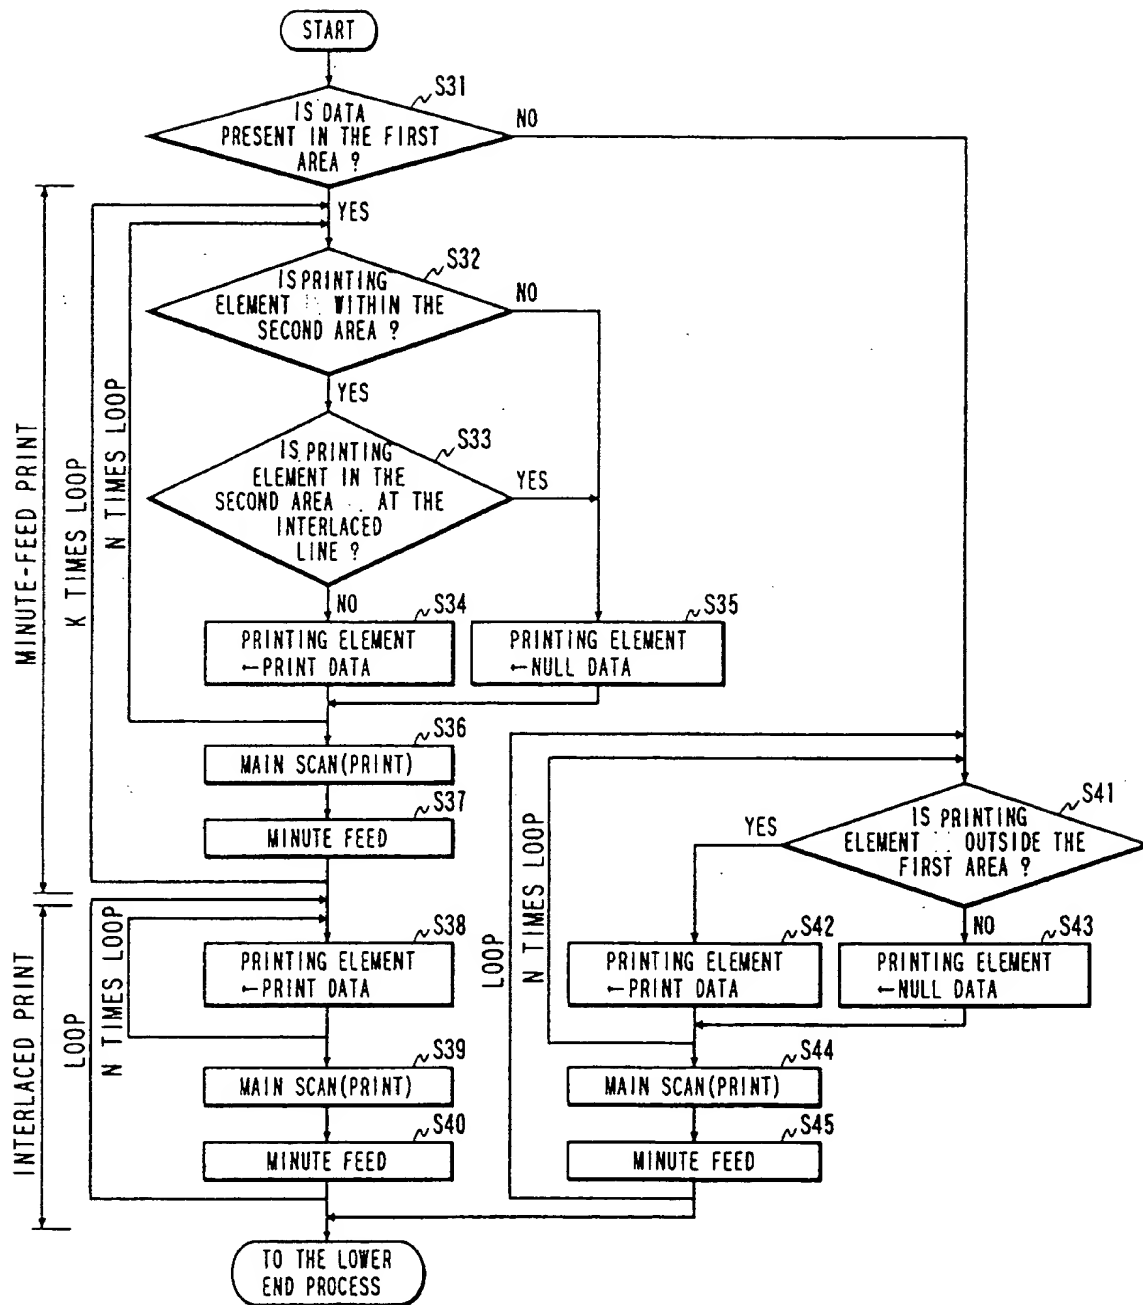 START
S31
IS DATA
PRESENT IN THE FIRST
AREA ?
NO
YES
S32
IS PRINTING
ELEMENT WITHIN THE
SECOND AREA ?
NO
YES
S33
IS PRINTING
ELEMENT IN THE
SECOND AREA AT THE
INTERLACED
LINE ?
YES
NO
S34
PRINTING ELEMENT
←PRINT DATA
S35
PRINTING ELEMENT
←NULL DATA
S36
MAIN SCAN(PRINT)
S37
MINUTE FEED
MINUTE-FEED PRINT
K TIMES LOOP
N TIMES LOOP
S38
PRINTING ELEMENT
←PRINT DATA
S39
MAIN SCAN(PRINT)
S40
MINUTE FEED
INTERLACED PRINT
LOOP
N TIMES LOOP
S41
IS PRINTING
ELEMENT OUTSIDE THE
FIRST AREA ?
YES
NO
S42
PRINTING ELEMENT
←PRINT DATA
S43
PRINTING ELEMENT
←NULL DATA
S44
MAIN SCAN(PRINT)
S45
MINUTE FEED
LOOP
N TIMES LOOP
TO THE LOWER
END PROCESS